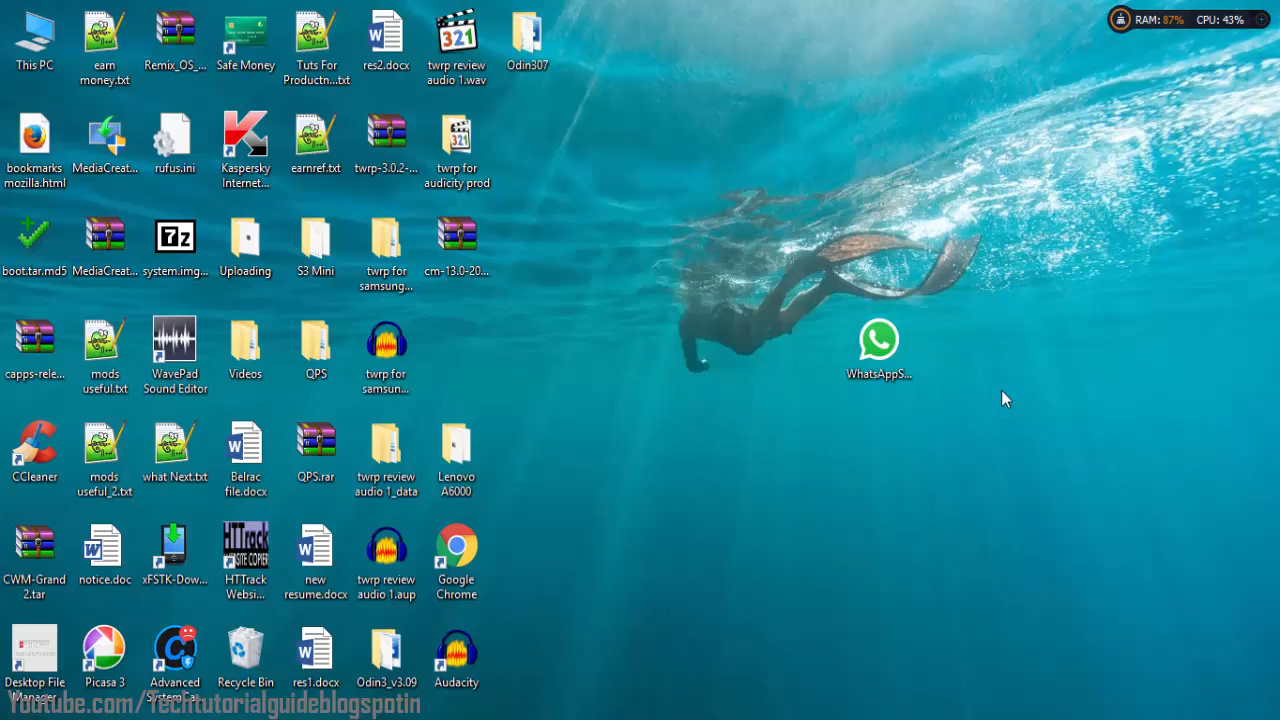 This PC
earn
money.txt
Remix_OS_...
Safe Money
Tuts For
Productn...txt
res2.docx
twrp review
audio 1.wav
Odin307
RAM: 87% CPU: 43%
bookmarks
mozilla.html
MediaCreat...
rufus.ini
Kaspersky
Internet...
earnref.txt
twrp-3.0.2-...
twrp for
audicity prod
boot.tar.md5
MediaCreat...
system.img...
Uploading
S3 Mini
twrp for
samsung...
cm-13.0-20...
capps-rele...
mods
useful.txt
WavePad
Sound Editor
Videos
QPS
twrp for
samsun...
WhatsAppS...
CCleaner
mods
useful_2.txt
what Next.txt
Belrac
file.docx
QPS.rar
twrp review
audio 1_data
Lenovo
A6000
CWM-Grand
2.tar
notice.doc
xFSTK-Dow...
HTTrack
Websi...
new
resume.docx
twrp review
audio 1.aup
Google
Chrome
Desktop File
Manager
Picasa 3
Advanced
SystemCa...
Recycle Bin
res1.docx
Odin3_v3.09
Audacity
Youtube.com/Techtutorialguideblogspotin